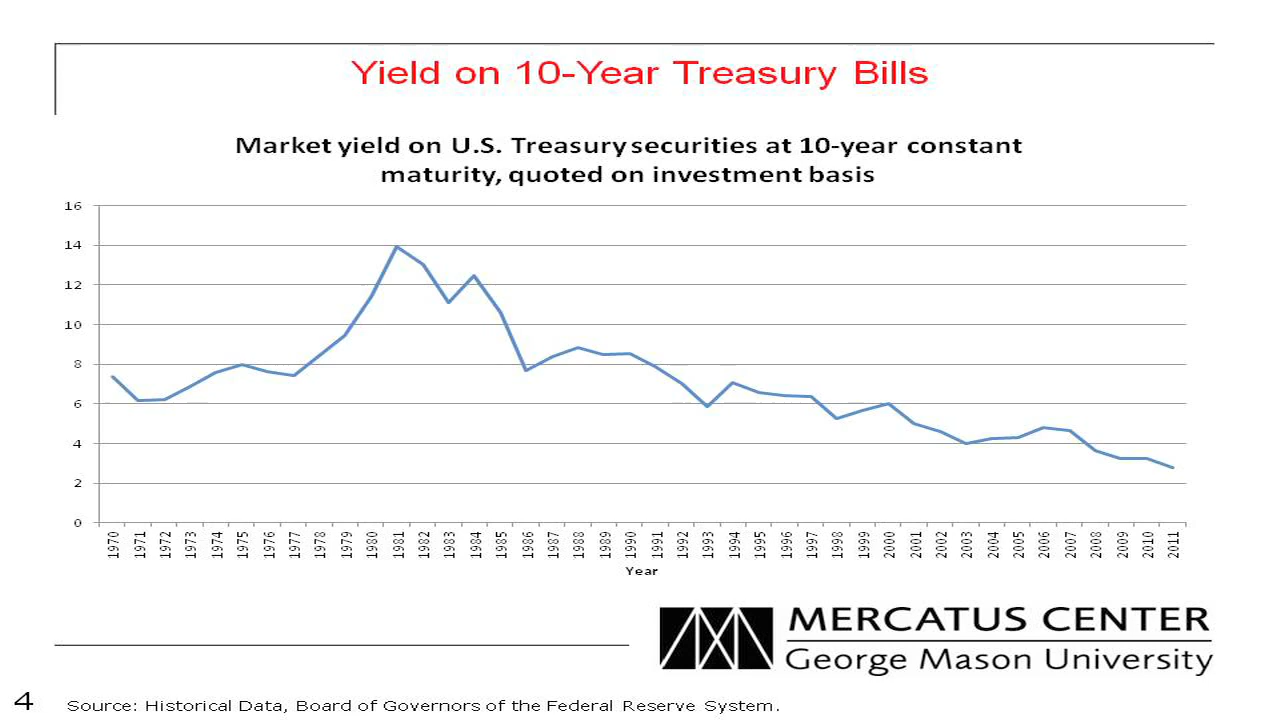 Yield on 10-Year Treasury Bills
Market yield on U.S. Treasury securities at 10-year constant
maturity, quoted on investment basis
16
14
12
10
8
6
4
2
0
1970 1971 1972 1973 1974 1975 1976 1977 1978 1979 1980 1981 1982 1983 1984 1985 1986 1987 1988 1989 1990 1991 1992 1993 1994 1995 1996 1997 1998 1999 2000 2001 2002 2003 2004 2005 2006 2007 2008 2009 2010 2011
Year
MERCATUS CENTER
George Mason University
4 Source: Historical Data, Board of Governors of the Federal Reserve System.